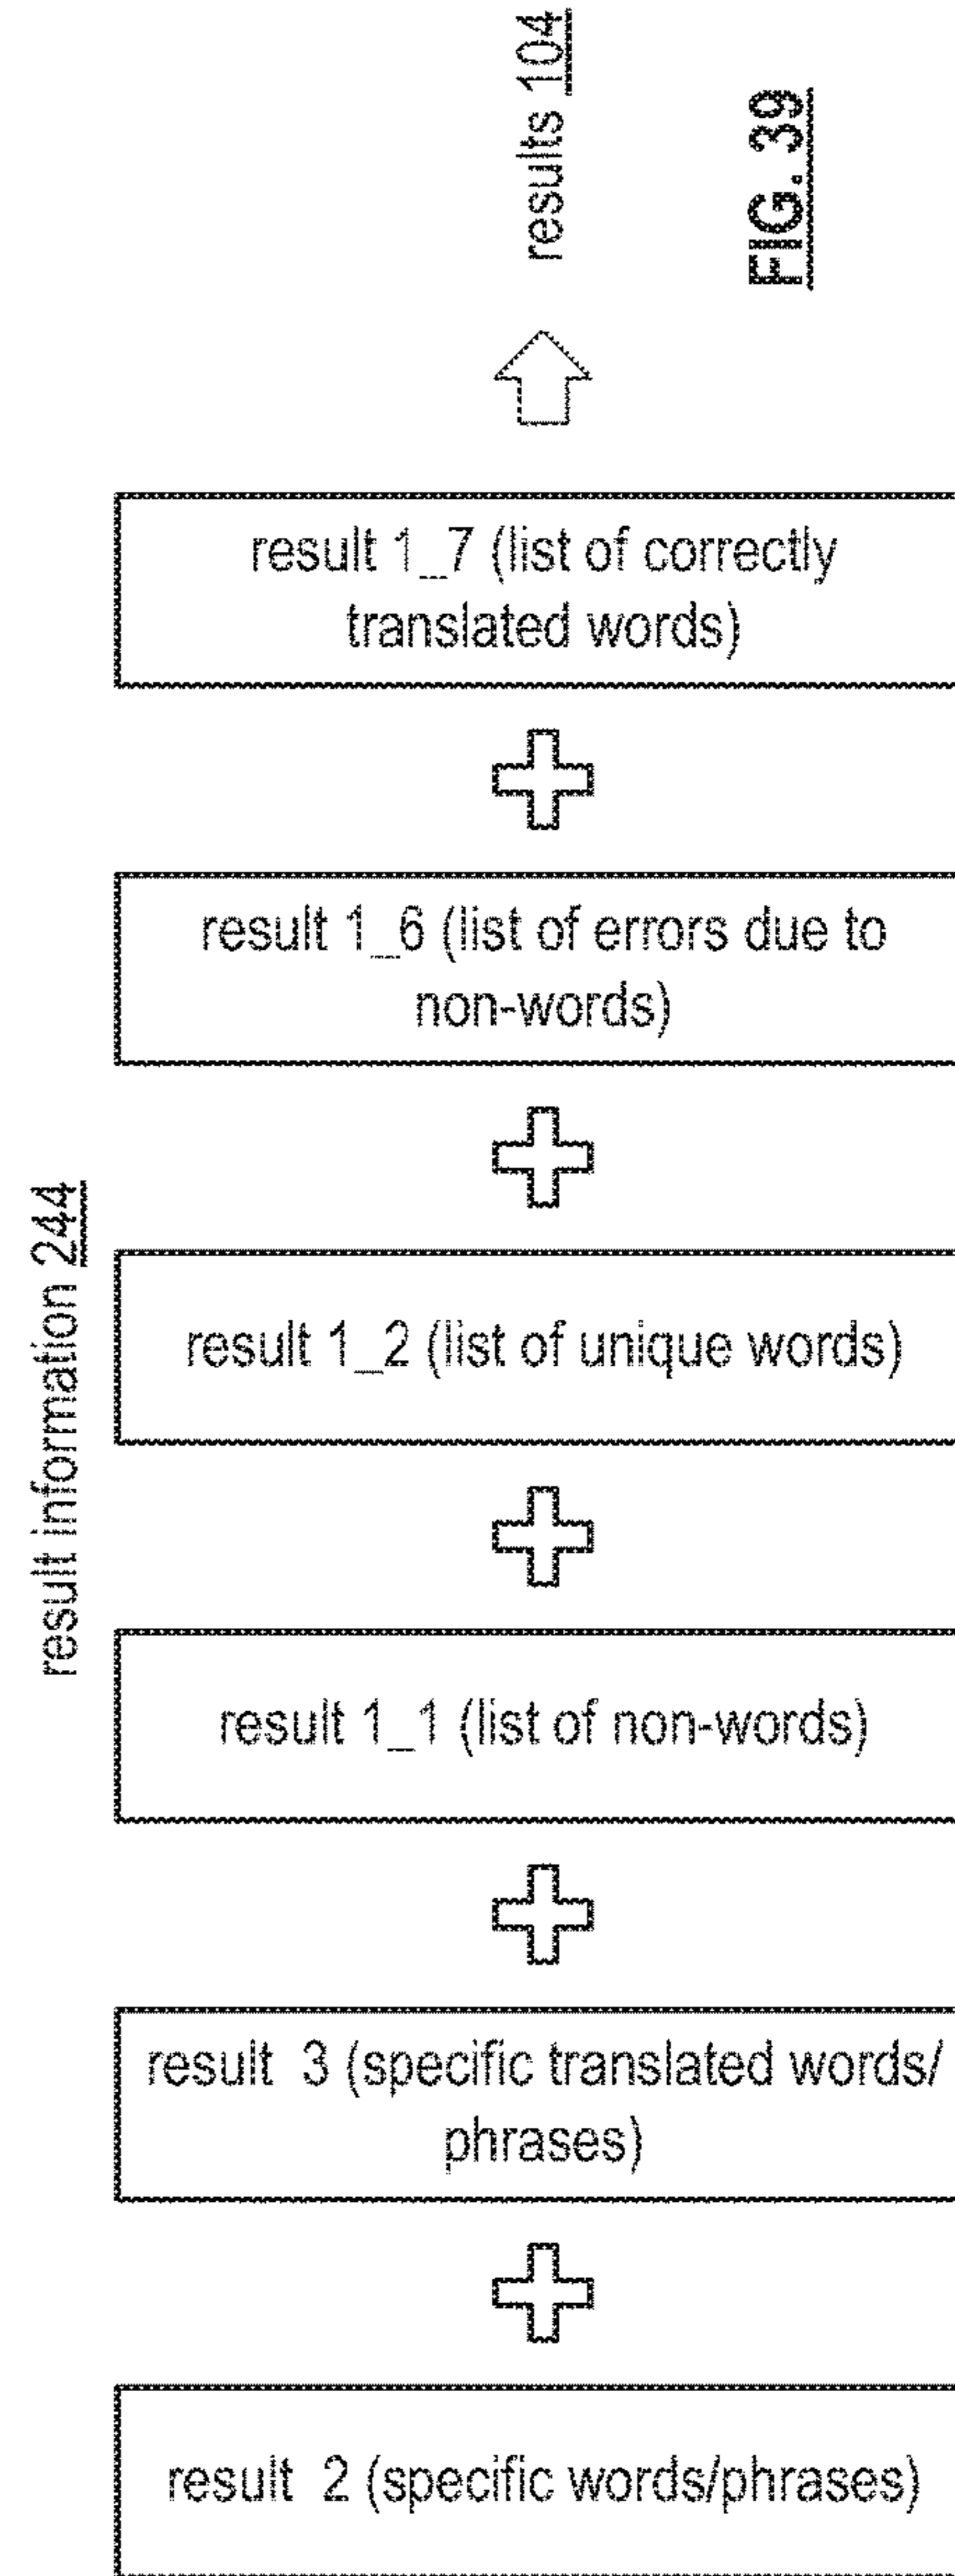 results 104
FIG. 39
result 1_7 (list of correctly
translated words)
result 1_6 (list of errors due to
non-words)
result information 244
result 1_2 (list of unique words)
result 1_1 (list of non-words)
result 3 (specific translated words/
phrases)
result 2 (specific words/phrases)